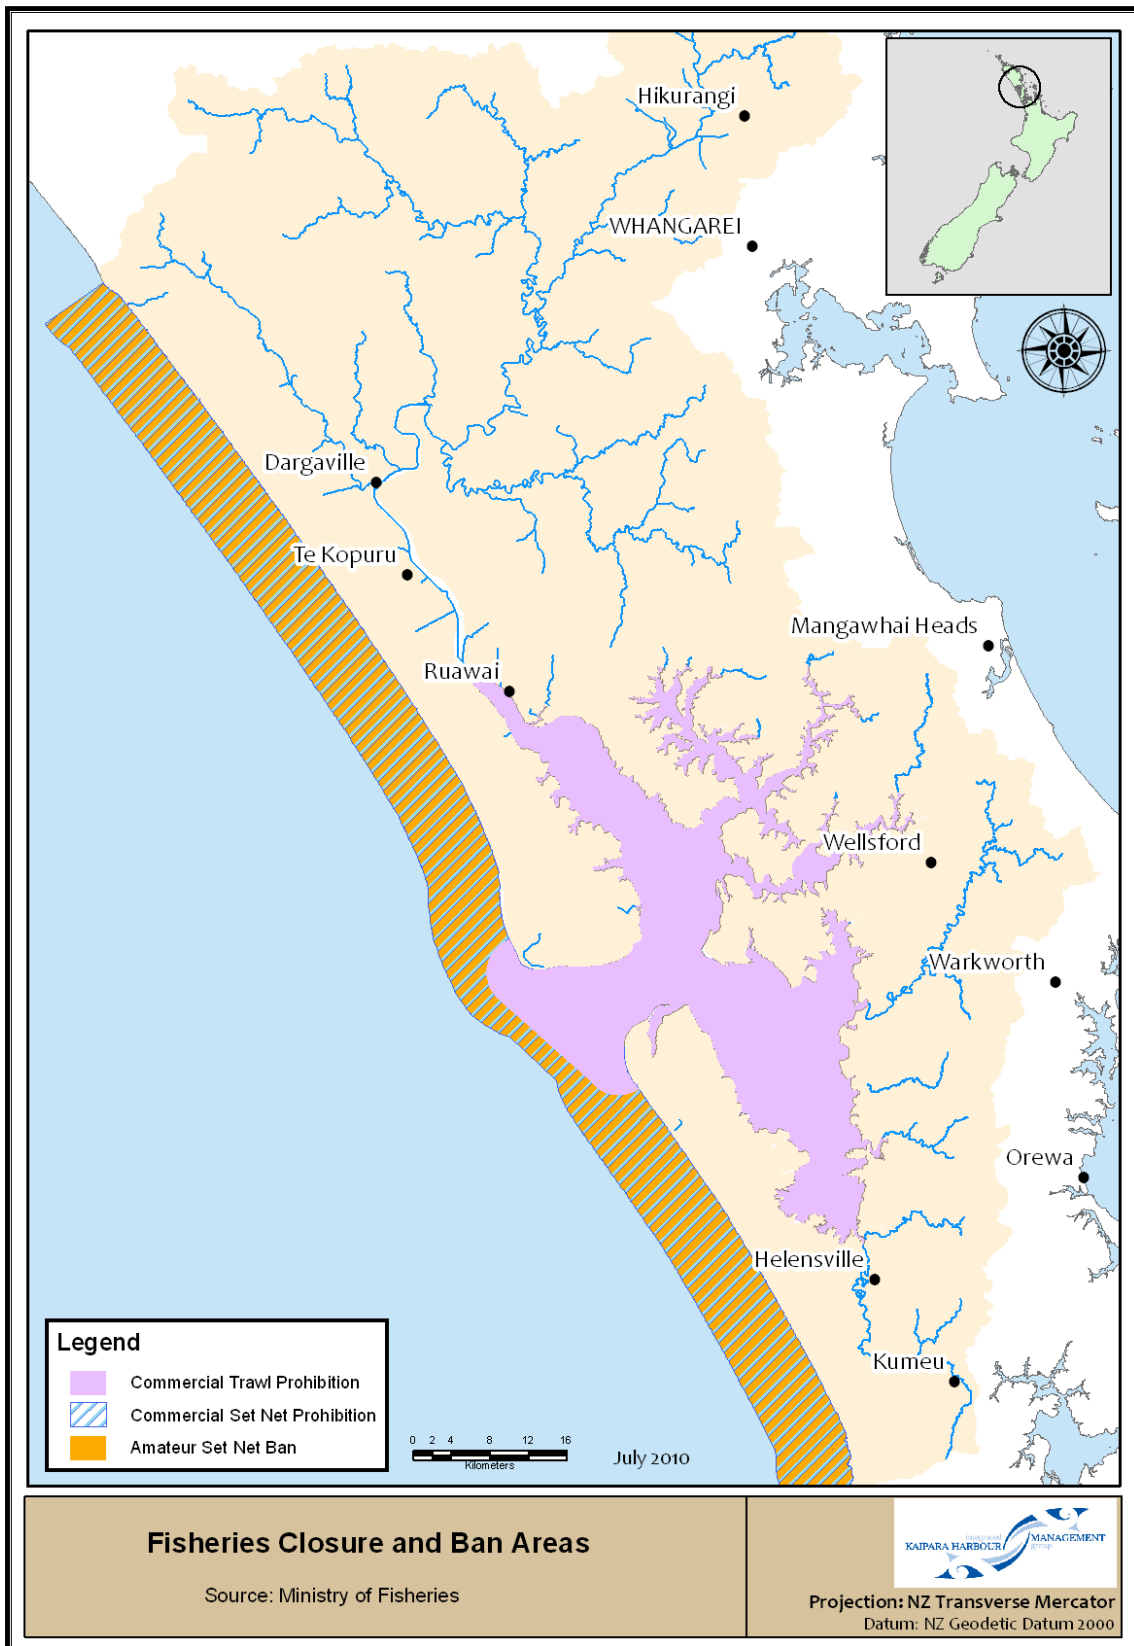 Hikurangi
WHANGAREI
Dargaville
Te Kopuru
Mangawhai Heads
Ruawai
Wellsford
Warkworth
Orewa
Helensville
Kumeu
Legend
Commercial Trawl Prohibition
Commercial Set Net Prohibition
Amateur Set Net Ban
0 2 4 8 12 16
Kilometers
July 2010
Fisheries Closure and Ban Areas
Source: Ministry of Fisheries
integrated
KAIPARA HARBOUR MANAGEMENT
group
Projection: NZ Transverse Mercator
Datum: NZ Geodetic Datum 2000